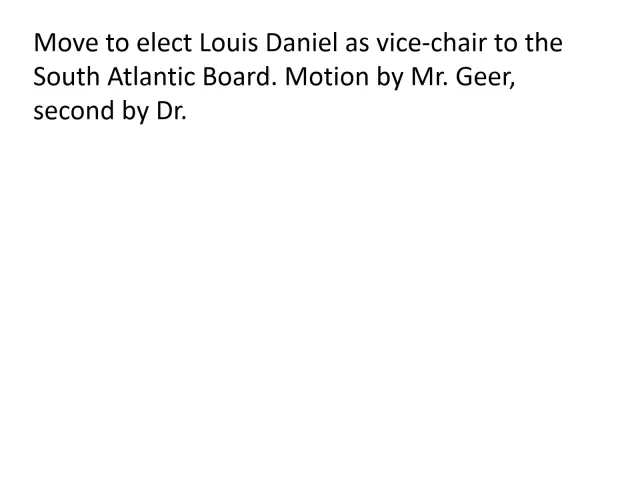 Move to elect Louis Daniel as vice-chair to the
South Atlantic Board. Motion by Mr. Geer,
second by Dr.